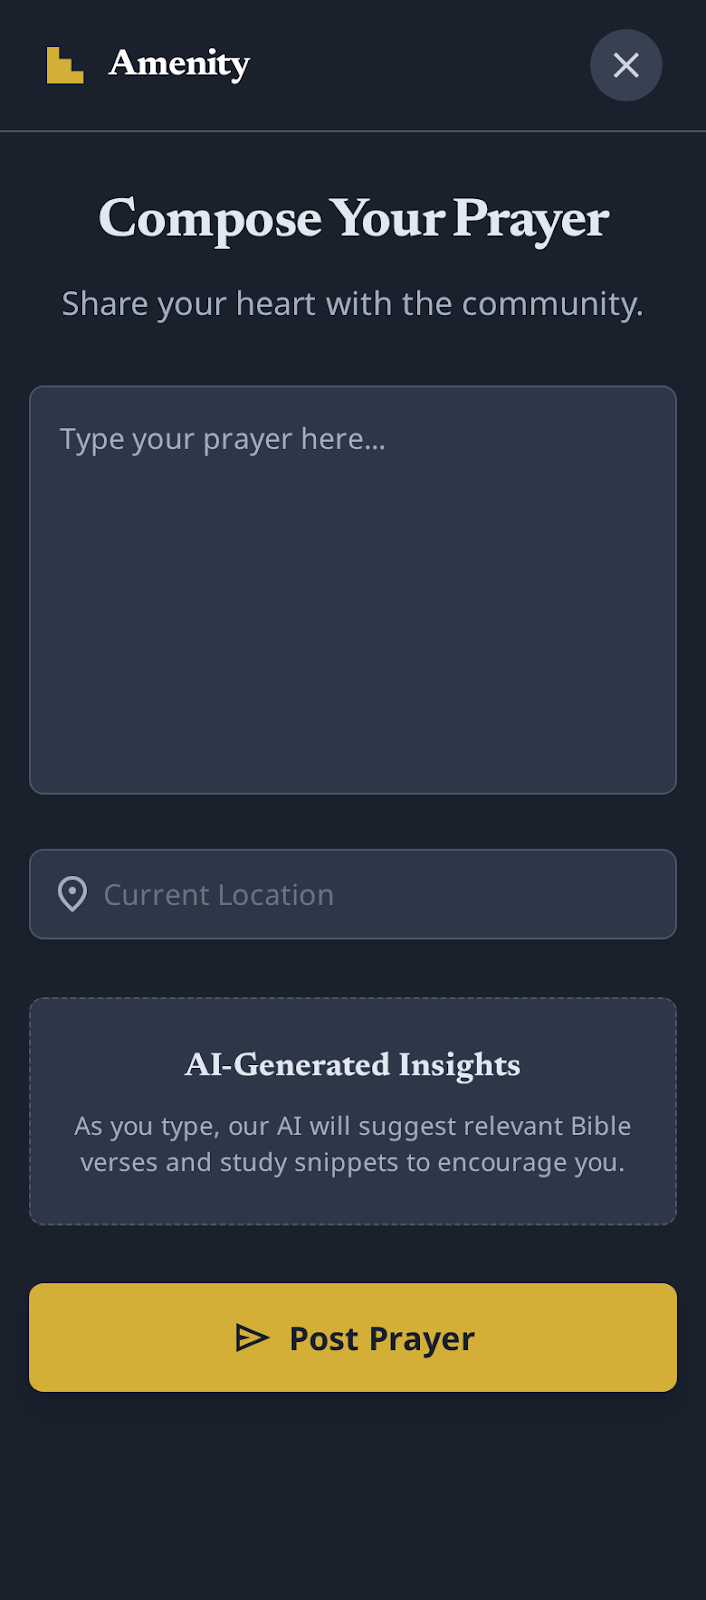 Amenity
Compose Your Prayer
Share your heart with the community.
Type your prayer here...
Current Location
AI-Generated Insights
As you type, our AI will suggest relevant Bible
verses and study snippets to encourage you.
Post Prayer